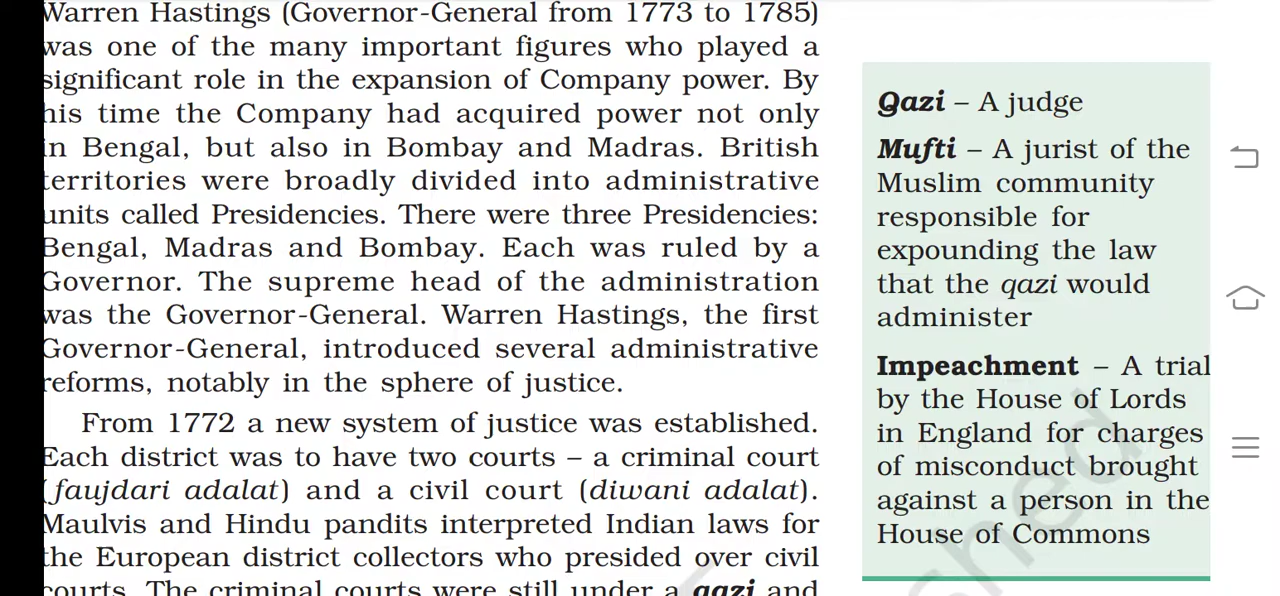 Warren Hastings (Governor-General from 1773 to 1785)
was one of the many important figures who played a
significant role in the expansion of Company power. By
his time the Company had acquired power not only
in Bengal, but also in Bombay and Madras. British
territories were broadly divided into administrative
units called Presidencies. There were three Presidencies:
Bengal, Madras and Bombay. Each was ruled by a
Governor. The supreme head of the administration
was the Governor-General. Warren Hastings, the first
Governor-General, introduced several administrative
reforms, notably in the sphere of justice.
From 1772 a new system of justice was established.
Each district was to have two courts – a criminal court
(faujdari adalat) and a civil court (diwani adalat).
Maulvis and Hindu pandits interpreted Indian laws for
the European district collectors who presided over civil
courts. The criminal courts were still under a qazi and
Qazi – A judge
Mufti – A jurist of the
Muslim community
responsible for
expounding the law
that the qazi would
administer
Impeachment – A trial
by the House of Lords
in England for charges
of misconduct brought
against a person in the
House of Commons